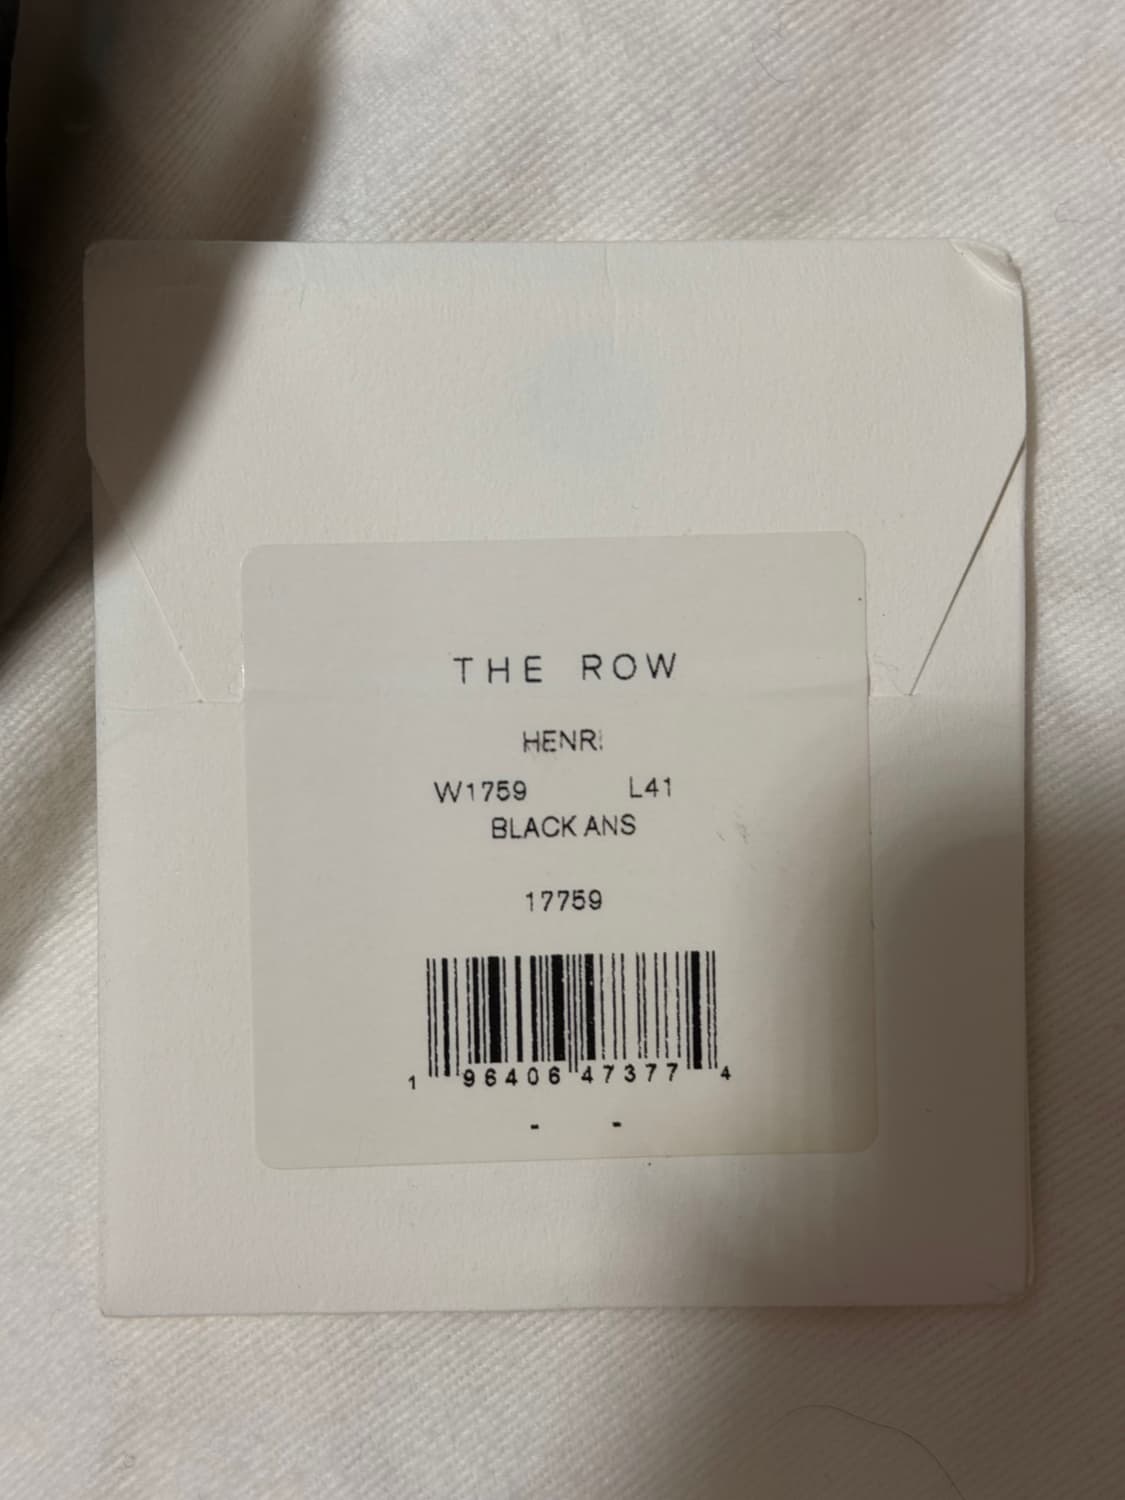 THE ROW
HENRI
W1759 L41
BLACK ANS
17759
1 96406 47377 4
- -